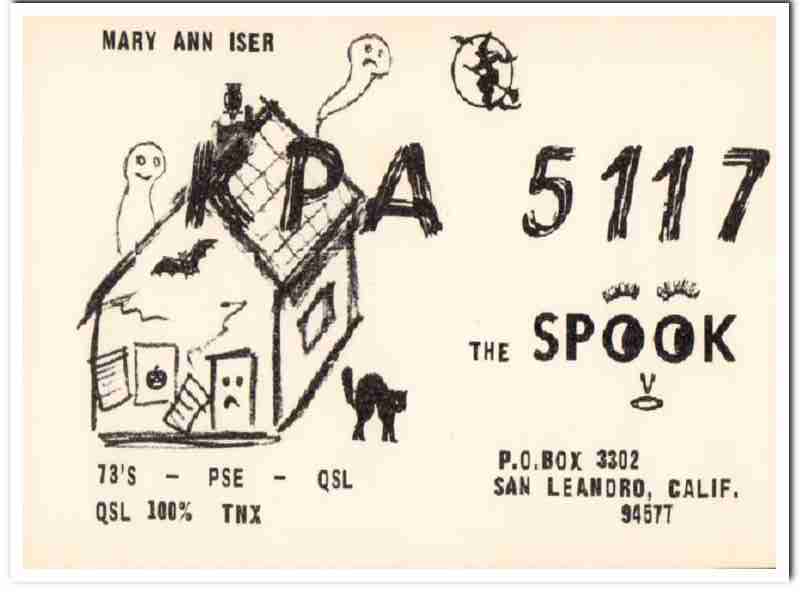 MARY ANN ISER
KPA 5117
THE SPOOK
73'S - PSE - QSL
QSL 100% TNX
P.O.BOX 3302
SAN LEANDRO, CALIF.
94577